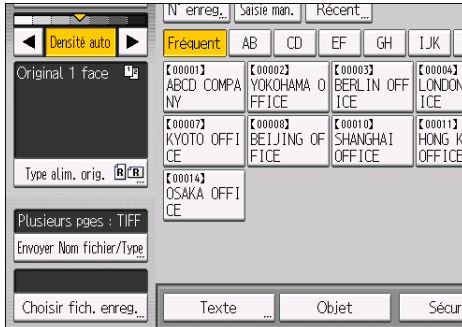 N° enreg. Saisie man. Récent
Densité auto
Fréquent AB CD EF GH IJK
Original 1 face
【00001】 【00002】 【00003】 【00004】
ABCD COMPA YOKOHAMA O BERLIN OFF LONDON
NY FFICE ICE ICE
【00007】 【00008】 【00010】 【00011】
KYOTO OFFI BEIJING OF SHANGHAI HONG K
CE FICE OFFICE OFFICE
Type alim. orig.
【00014】
OSAKA OFFI
CE
Plusieurs pges : TIFF
Envoyer Nom fichier/Type
Choisir fich. enreg. Texte Objet Sécur